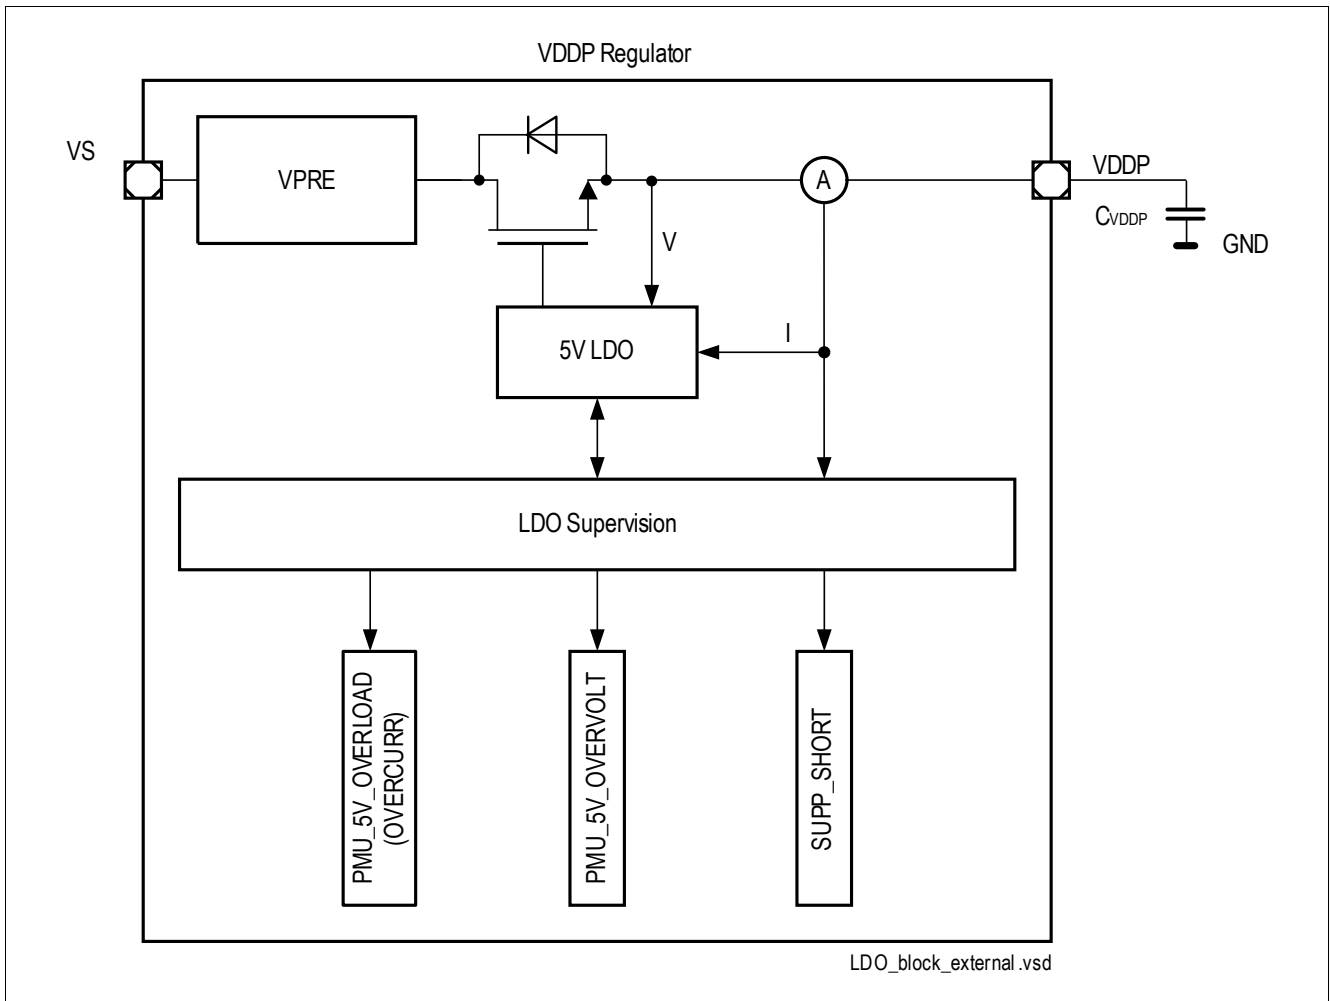 VDDP Regulator
VS
VPRE
A
VDDP
CVDDP
GND
V
I
5V LDO
LDO Supervision
PMU_5V_OVERLOAD
(OVERCURR)
PMU_5V_OVERVOLT
SUPP_SHORT
LDO_block_external.vsd